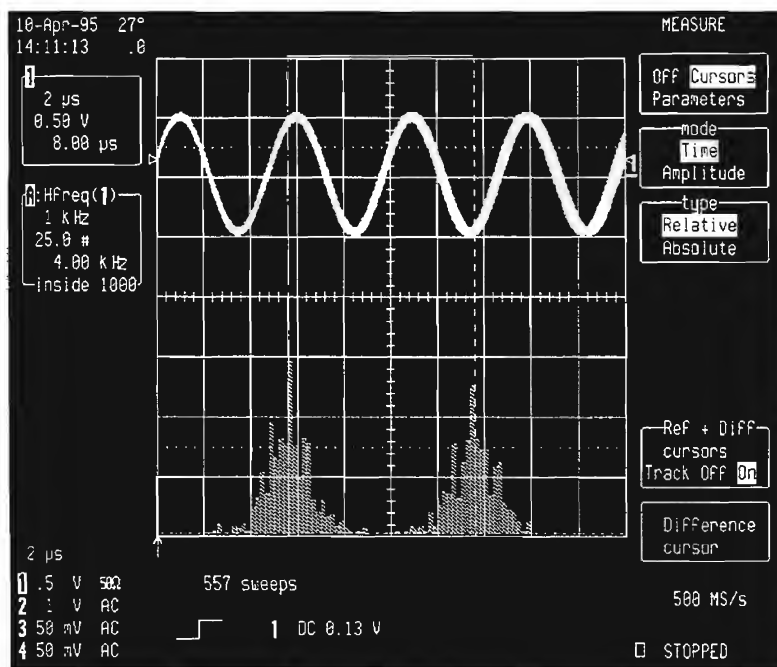 10-Apr-95 27°
14:11:13 .0
1
2 µs
0.50 V
8.00 µs
A:Hfreq(1)
1 kHz
25.0 #
4.00 kHz
inside 1000
2 µs
1 .5 V 50Ω
2 1 V AC
3 50 mV AC
4 50 mV AC
557 sweeps
1 DC 0.13 V
1
MEASURE
Off Cursors
Parameters
mode
Time
Amplitude
type
Relative
Absolute
Ref + Diff
cursors
Track Off On
Difference
cursor
500 MS/s
STOPPED